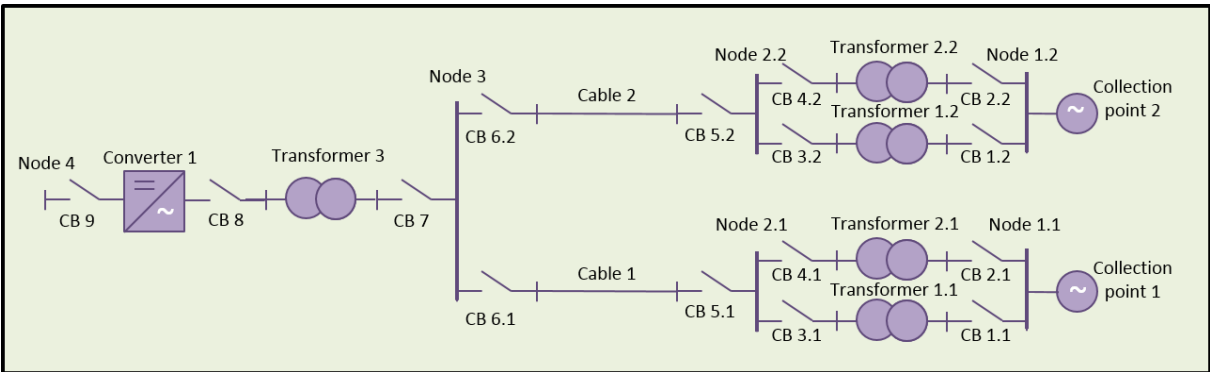 Node 4
CB 9
Converter 1
~
CB 8
Transformer 3
CB 7
Node 3
CB 6.2
Cable 2
CB 5.2
Node 2.2
CB 4.2
Transformer 2.2
CB 2.2
Node 1.2
CB 3.2
Transformer 1.2
CB 1.2
~
Collection
point 2
CB 6.1
Cable 1
CB 5.1
Node 2.1
CB 4.1
Transformer 2.1
CB 2.1
Node 1.1
CB 3.1
Transformer 1.1
CB 1.1
~
Collection
point 1